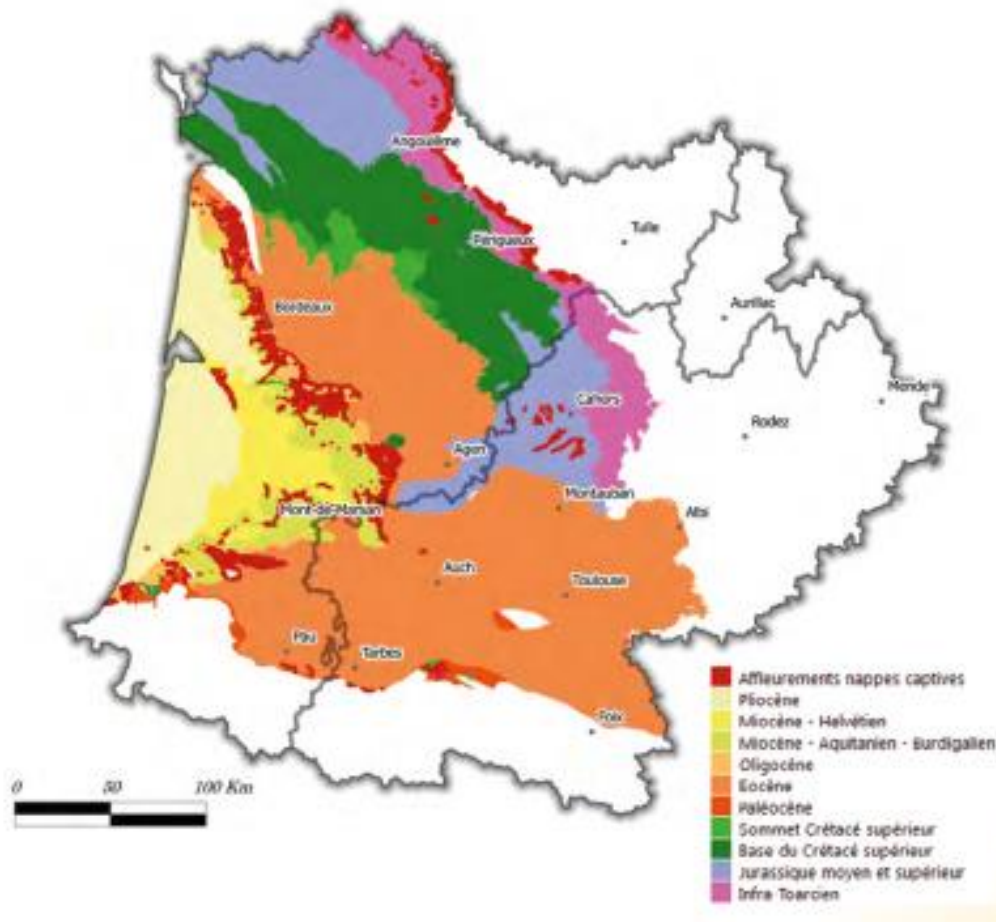 Angoulême
Périgueux
Tulle
Aurillac
Bordeaux
Mende
Cahors
Rodez
Agen
Montauban
Mont-de-Marsan
Albi
Auch
Toulouse
Pau
Tarbes
Foix
Affleurements nappes captives
Pliocène
Miocène - Helvétien
Miocène - Aquitanien - Burdigalien
Oligocène
Eocène
Paléocène
Sommet Crétacé supérieur
Base du Crétacé supérieur
Jurassique moyen et supérieur
Infra Toarcien
0 50 100 Km